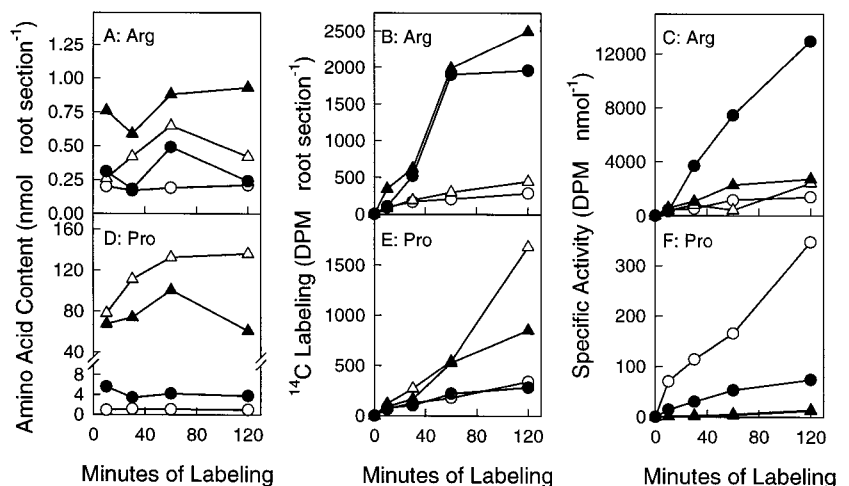 A: Arg
1.25
1.00
0.75
0.50
0.25
0.00
D: Pro
160
120
80
40
8
4
0
0 40 80 120
Minutes of Labeling
Amino Acid Content (nmol root section⁻¹)
B: Arg
2500
2000
1500
1000
500
0
E: Pro
1500
1000
500
0
0 40 80 120
Minutes of Labeling
¹⁴C Labeling (DPM root section⁻¹)
C: Arg
12000
8000
4000
0
F: Pro
300
200
100
0
0 40 80 120
Minutes of Labeling
Specific Activity (DPM nmol⁻¹)